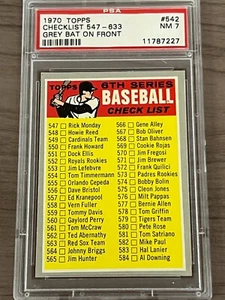 PSA
1970 TOPPS #542
CHECKLIST 547-633 NM 7
GREY BAT ON FRONT
11787227
TOPPS 6TH SERIES
BASEBALL
CHECK LIST
547 Rick Monday
548 Howie Reed
549 Cardinals Team
550 Frank Howard
551 Dock Ellis
552 Royals Rookies
553 Jim Lefebvre
554 Tom Timmermann
555 Orlando Cepeda
556 Dave Bristol
557 Ed Kranepool
558 Vern Fuller
559 Tommy Davis
560 Gaylord Perry
561 Tom McCraw
562 Ted Abernathy
563 Red Sox Team
564 Johnny Briggs
565 Jim Hunter
566 Gene Alley
567 Bob Oliver
568 Stan Bahnsen
569 Cookie Rojas
570 Jim Fregosi
571 Jim Brewer
572 Frank Quilici
573 Padres Rookies
574 Bobby Bolin
575 Cleon Jones
576 Milt Pappas
577 Bernie Allen
578 Tom Griffin
579 Tigers Team
580 Pete Rose
581 Tom Satriano
582 Mike Paul
583 Hal Lanier
584 Al Downing